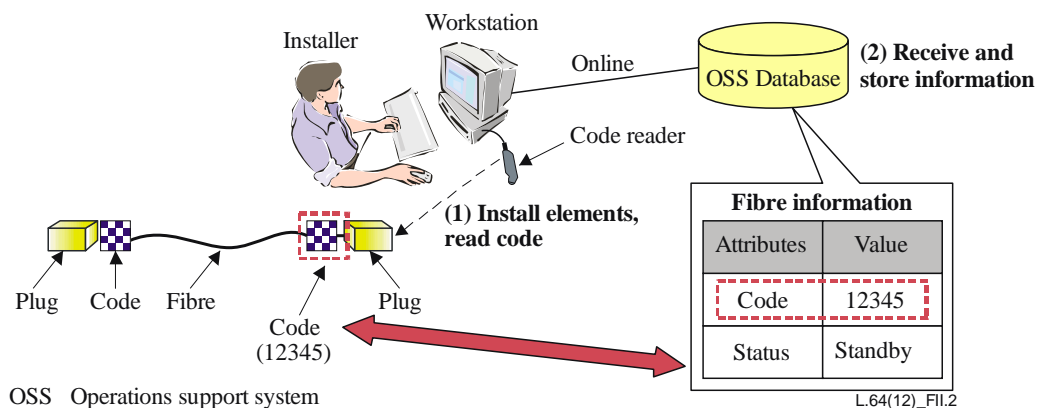 Workstation
Installer
Online
OSS Database
(2) Receive and
store information
Code reader
(1) Install elements,
read code
Plug
Code
Fibre
Code
(12345)
Plug
Fibre information
Attributes Value
Code 12345
Status Standby
OSS Operations support system
L.64(12)_FII.2